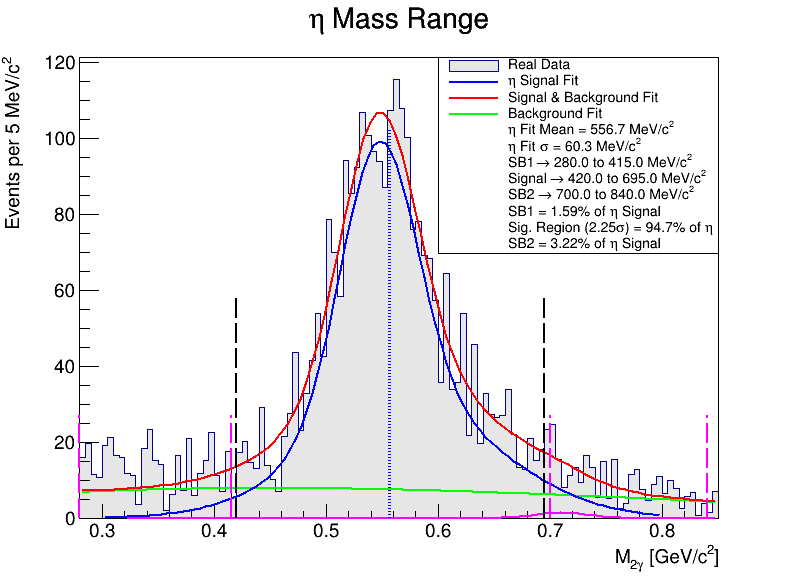 η Mass Range
Events per 5 MeV/c²
120
100
80
60
40
20
0
Real Data
η Signal Fit
Signal & Background Fit
Background Fit
η Fit Mean = 556.7 MeV/c²
η Fit σ = 60.3 MeV/c²
SB1 → 280.0 to 415.0 MeV/c²
Signal → 420.0 to 695.0 MeV/c²
SB2 → 700.0 to 840.0 MeV/c²
SB1 = 1.59% of η Signal
Sig. Region (2.25σ) = 94.7% of η
SB2 = 3.22% of η Signal
0.3 0.4 0.5 0.6 0.7 0.8
M₂γ [GeV/c²]